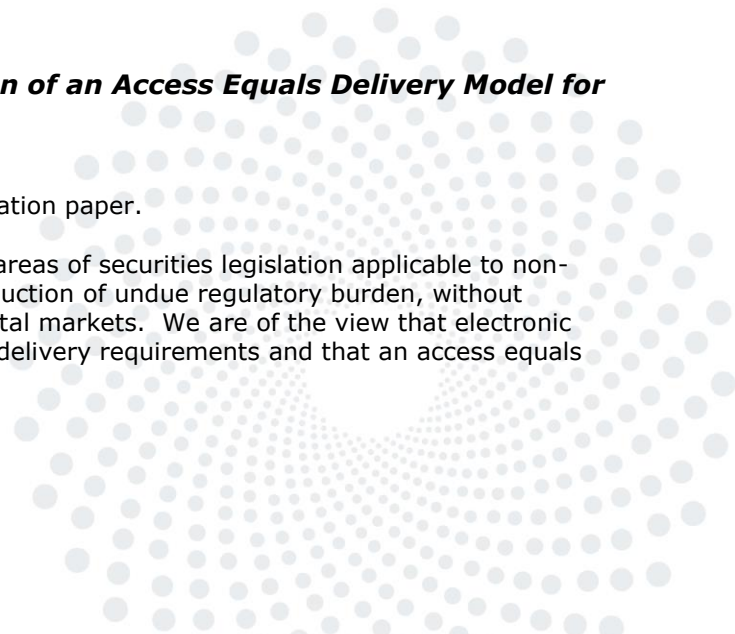 n of an Access Equals Delivery Model for
ation paper.
areas of securities legislation applicable to non-
uction of undue regulatory burden, without
tal markets.  We are of the view that electronic
delivery requirements and that an access equals